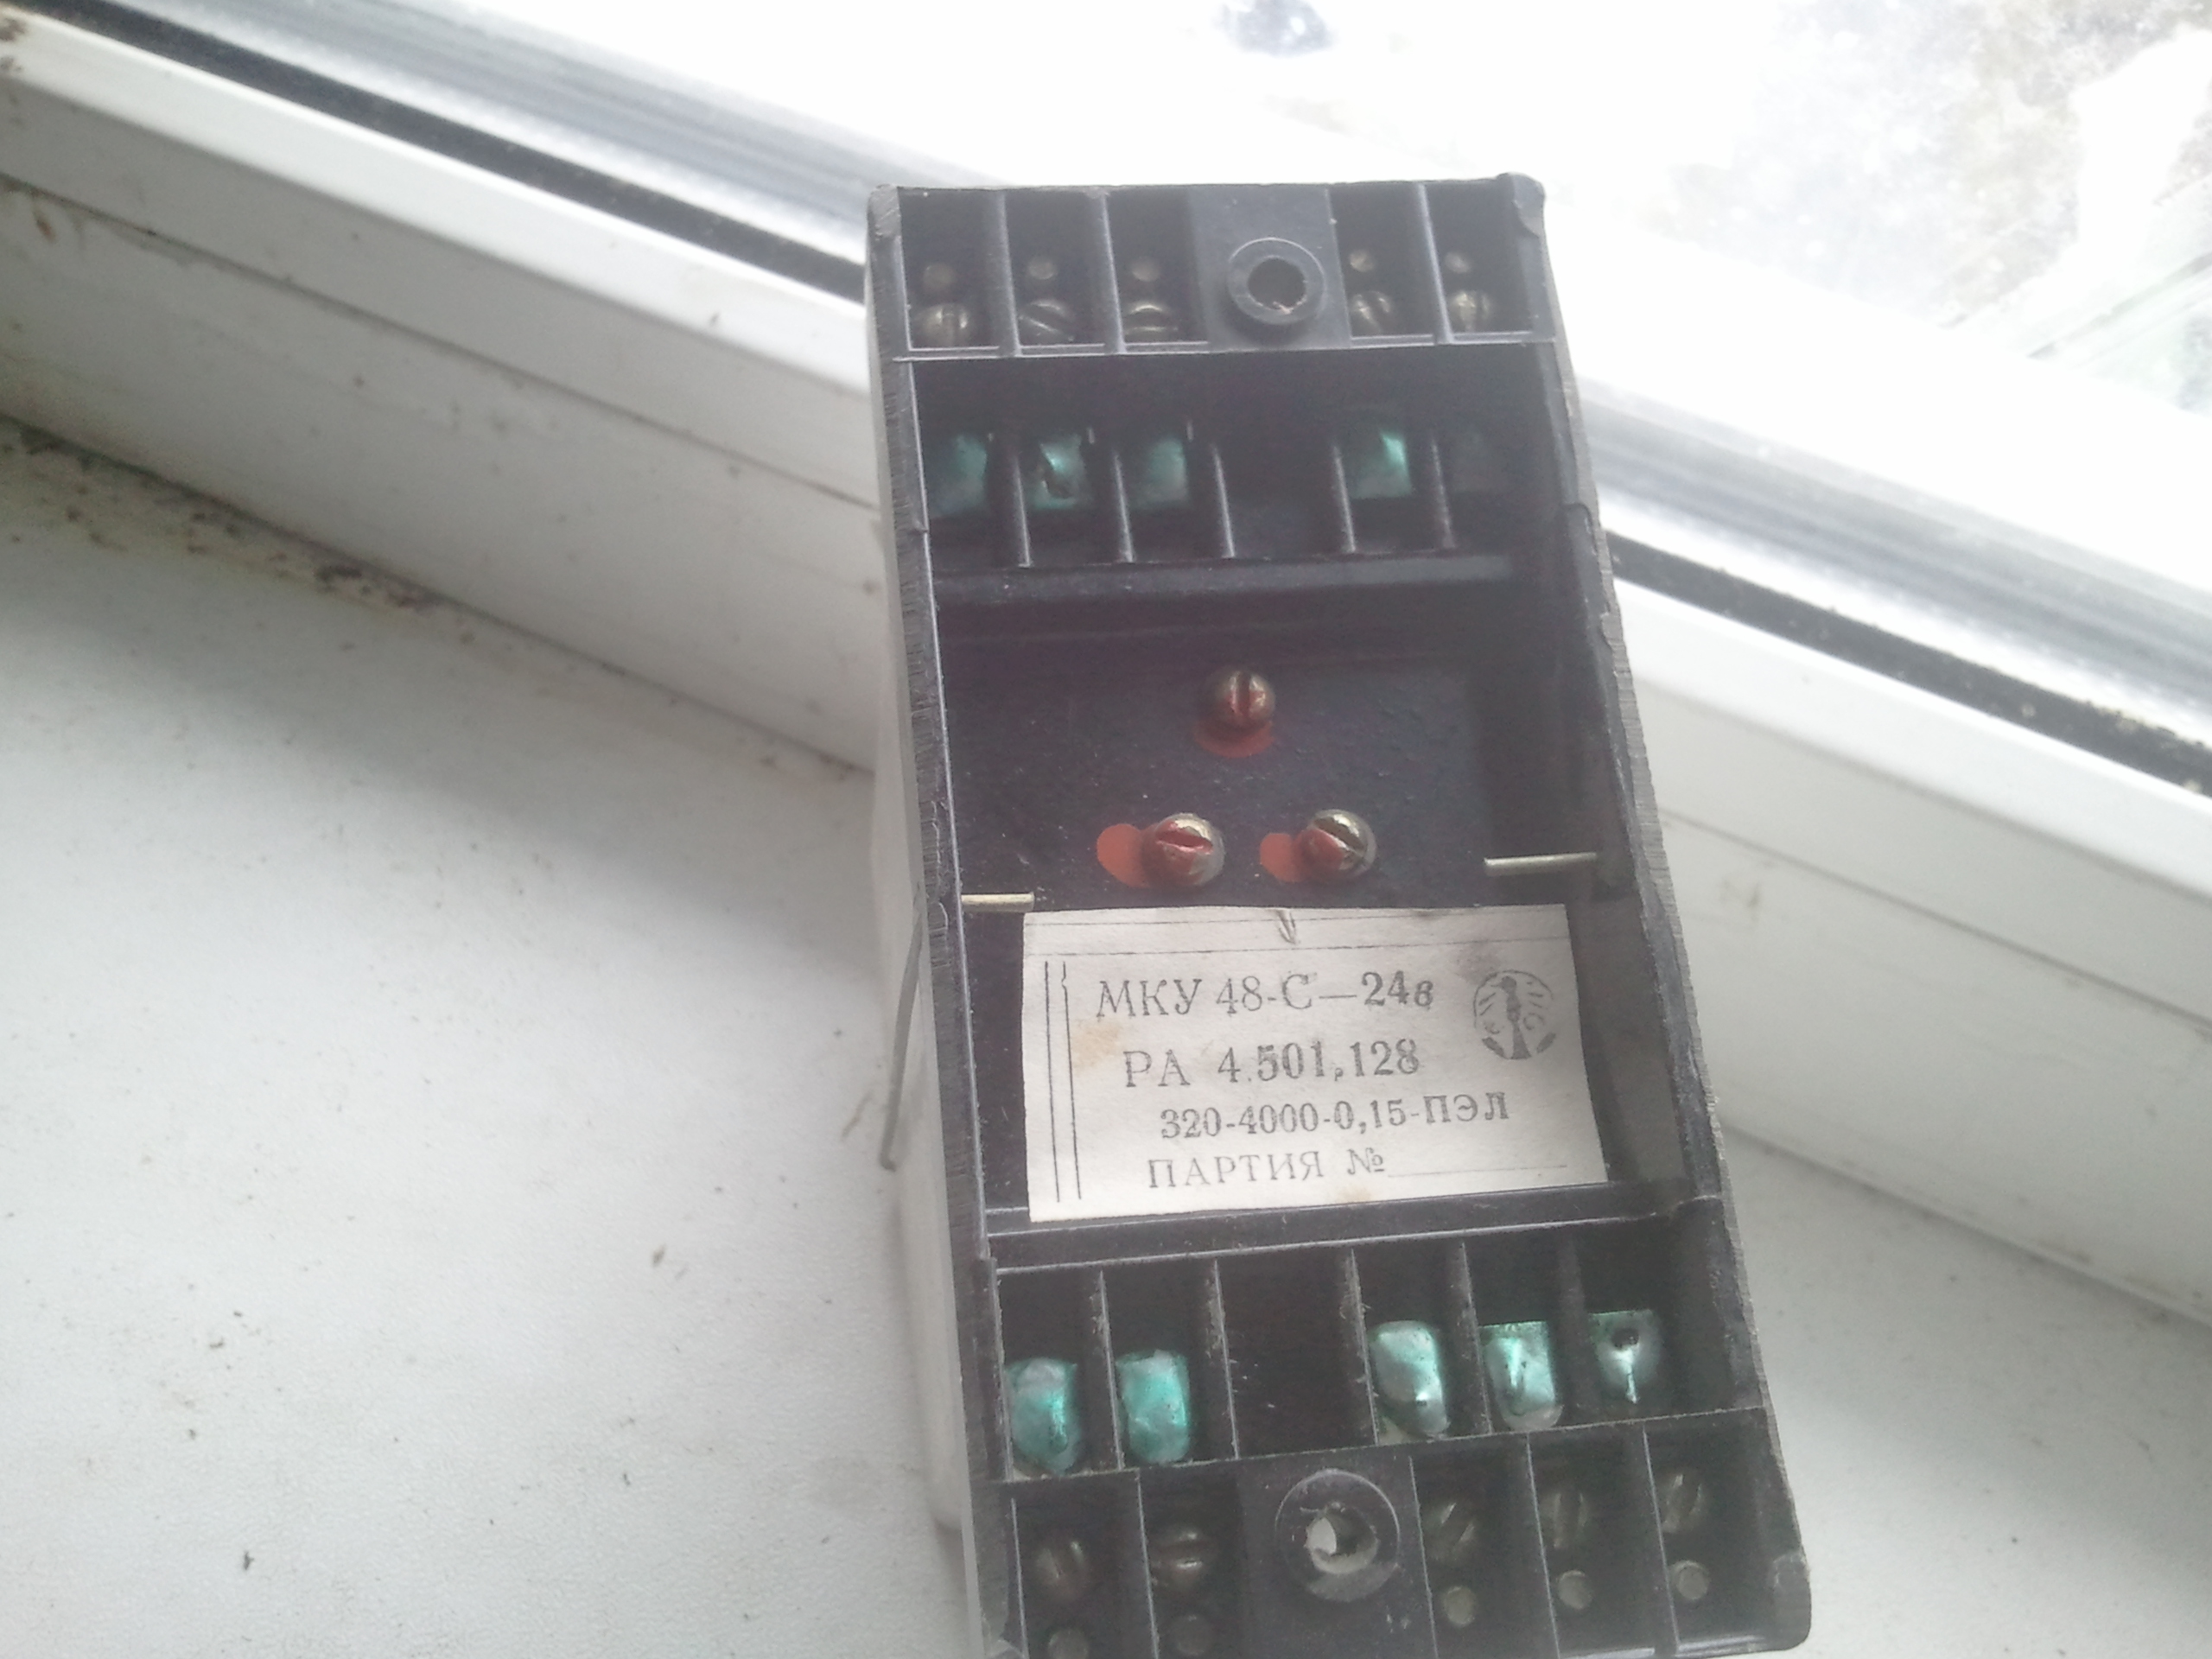 МКУ 48-С—24в
РА 4.501.128
320-4000-0,15-ПЭЛ
ПАРТИЯ №